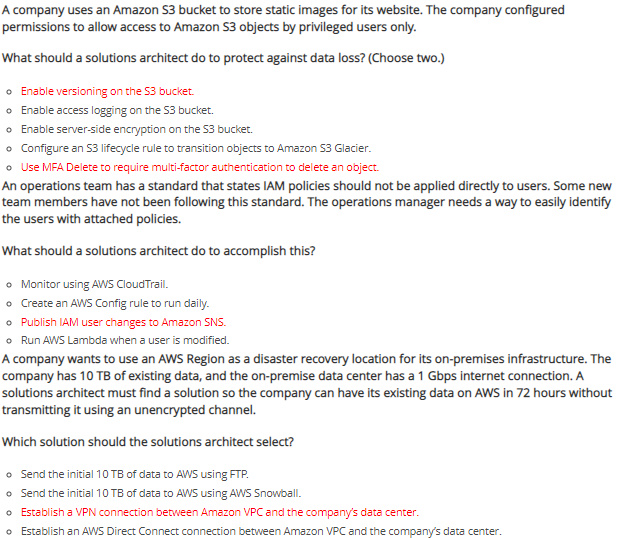 A company uses an Amazon S3 bucket to store static images for its website. The company configured
permissions to allow access to Amazon S3 objects by privileged users only.
What should a solutions architect do to protect against data loss? (Choose two.)
Enable versioning on the S3 bucket.
Enable access logging on the S3 bucket.
Enable server-side encryption on the S3 bucket.
Configure an S3 lifecycle rule to transition objects to Amazon S3 Glacier.
Use MFA Delete to require multi-factor authentication to delete an object.
An operations team has a standard that states IAM policies should not be applied directly to users. Some new
team members have not been following this standard. The operations manager needs a way to easily identify
the users with attached policies.
What should a solutions architect do to accomplish this?
Monitor using AWS CloudTrail.
Create an AWS Config rule to run daily.
Publish IAM user changes to Amazon SNS.
Run AWS Lambda when a user is modified.
A company wants to use an AWS Region as a disaster recovery location for its on-premises infrastructure. The
company has 10 TB of existing data, and the on-premise data center has a 1 Gbps internet connection. A
solutions architect must find a solution so the company can have its existing data on AWS in 72 hours without
transmitting it using an unencrypted channel.
Which solution should the solutions architect select?
Send the initial 10 TB of data to AWS using FTP.
Send the initial 10 TB of data to AWS using AWS Snowball.
Establish a VPN connection between Amazon VPC and the company's data center.
Establish an AWS Direct Connect connection between Amazon VPC and the company's data center.